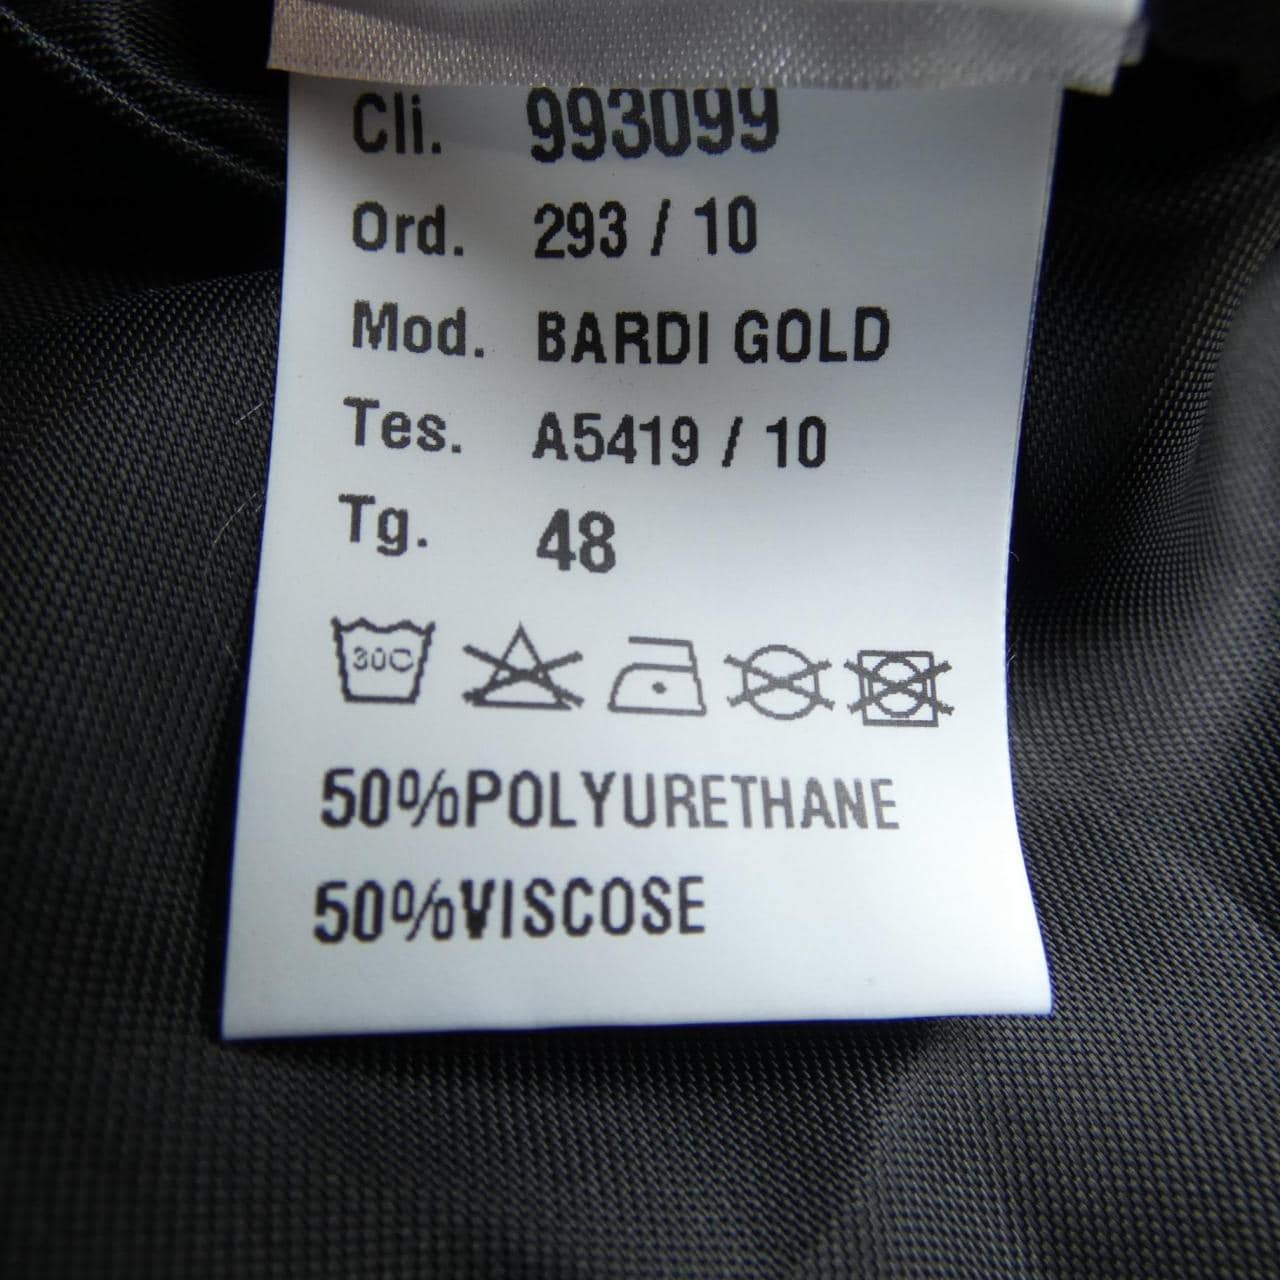 Cli. 993099
Ord. 293 / 10
Mod. BARDI GOLD
Tes. A5419 / 10
Tg. 48
30C
50%POLYURETHANE
50%VISCOSE